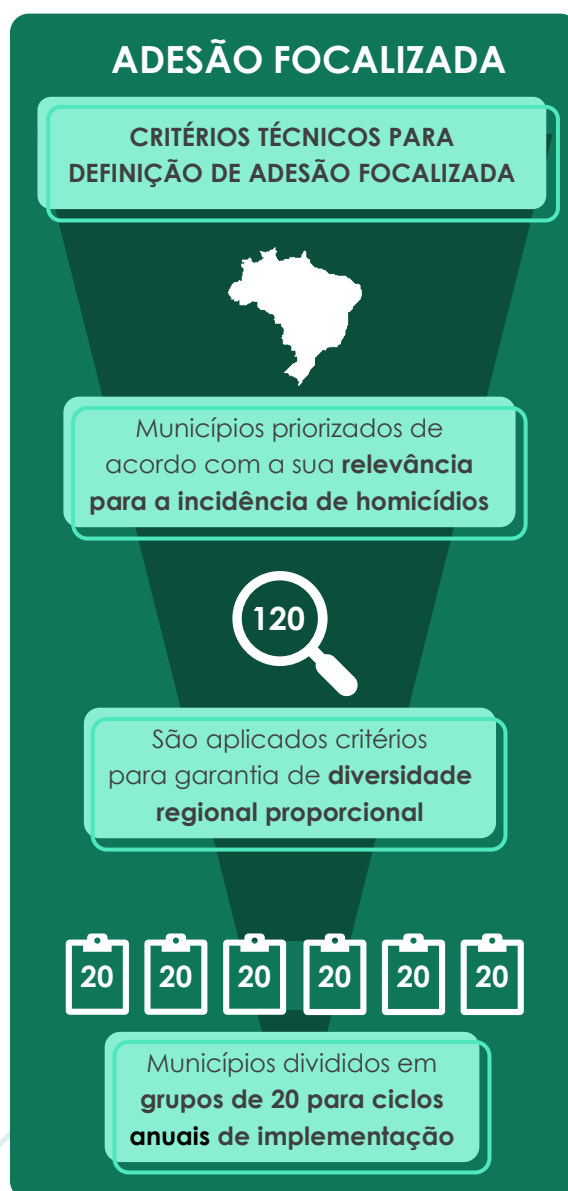 ADESÃO FOCALIZADA
CRITÉRIOS TÉCNICOS PARA
DEFINIÇÃO DE ADESÃO FOCALIZADA
Municípios priorizados de
acordo com a sua relevância
para a incidência de homicídios
120
São aplicados critérios
para garantia de diversidade
regional proporcional
20 20 20 20 20 20
Municípios divididos em
grupos de 20 para ciclos
anuais de implementação